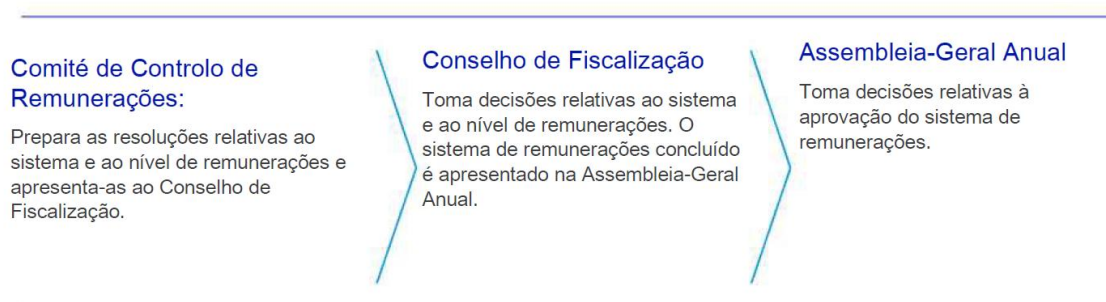 Comité de Controlo de
Remunerações:
Prepara as resoluções relativas ao
sistema e ao nível de remunerações e
apresenta-as ao Conselho de
Fiscalização.
Conselho de Fiscalização
Toma decisões relativas ao sistema
e ao nível de remunerações. O
sistema de remunerações concluído
é apresentado na Assembleia-Geral
Anual.
Assembleia-Geral Anual
Toma decisões relativas à
aprovação do sistema de
remunerações.